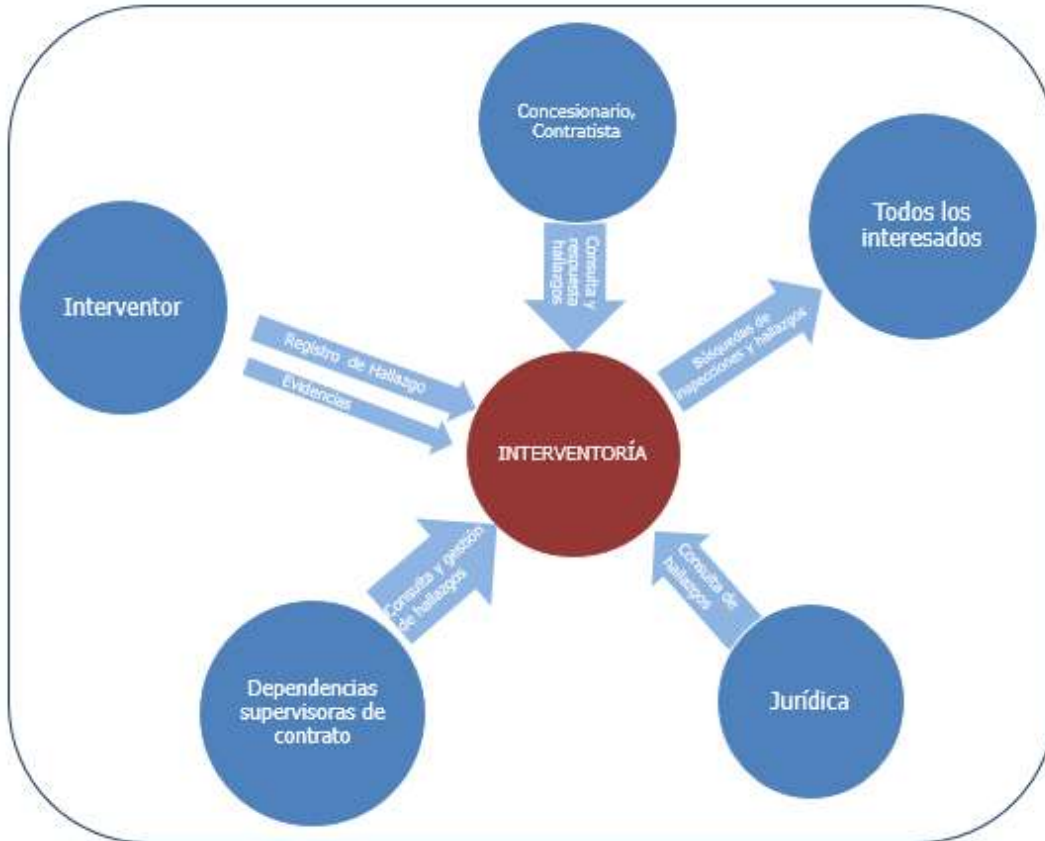 Concesionario,
Contratista
Todos los
interesados
Interventor
Consulta y
respuesta
hallazgos
Registro de Hallazgo
Evidencias
Búsquedas de
inspecciones y hallazgos
INTERVENTORÍA
Consulta y gestión
de hallazgos
Consulta de
hallazgos
Dependencias
supervisoras de
contrato
Jurídica